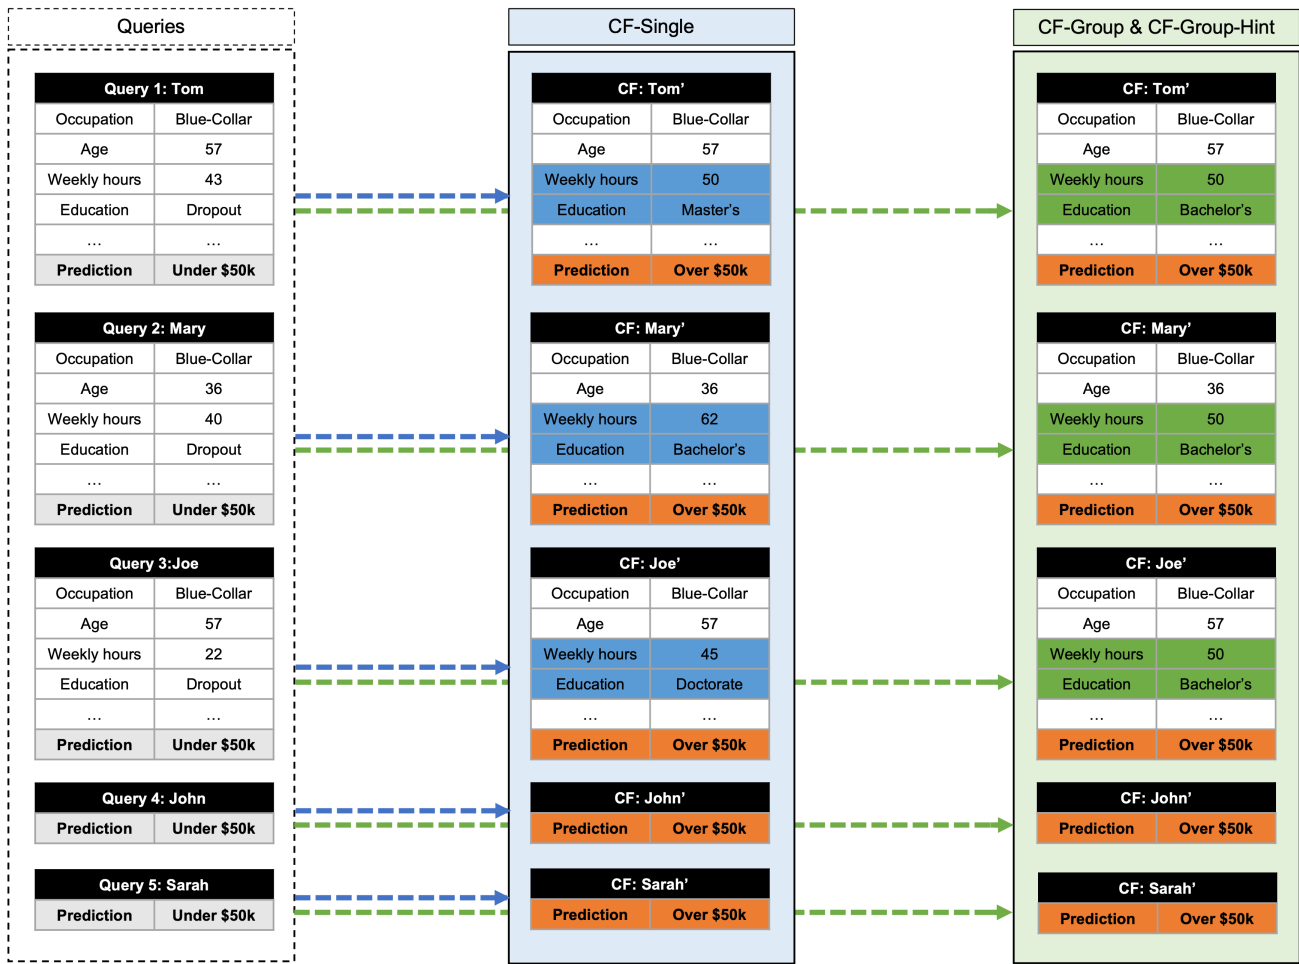 Queries
Query 1: Tom
Occupation Blue-Collar
Age 57
Weekly hours 43
Education Dropout
... ...
Prediction Under $50k
Query 2: Mary
Occupation Blue-Collar
Age 36
Weekly hours 40
Education Dropout
... ...
Prediction Under $50k
Query 3:Joe
Occupation Blue-Collar
Age 57
Weekly hours 22
Education Dropout
... ...
Prediction Under $50k
Query 4: John
Prediction Under $50k
Query 5: Sarah
Prediction Under $50k
CF-Single
CF: Tom’
Occupation Blue-Collar
Age 57
Weekly hours 50
Education Master’s
... ...
Prediction Over $50k
CF: Mary’
Occupation Blue-Collar
Age 36
Weekly hours 62
Education Bachelor’s
... ...
Prediction Over $50k
CF: Joe’
Occupation Blue-Collar
Age 57
Weekly hours 45
Education Doctorate
... ...
Prediction Over $50k
CF: John’
Prediction Over $50k
CF: Sarah’
Prediction Over $50k
CF-Group & CF-Group-Hint
CF: Tom’
Occupation Blue-Collar
Age 57
Weekly hours 50
Education Bachelor’s
... ...
Prediction Over $50k
CF: Mary’
Occupation Blue-Collar
Age 36
Weekly hours 50
Education Bachelor’s
... ...
Prediction Over $50k
CF: Joe’
Occupation Blue-Collar
Age 57
Weekly hours 50
Education Bachelor’s
... ...
Prediction Over $50k
CF: John’
Prediction Over $50k
CF: Sarah’
Prediction Over $50k